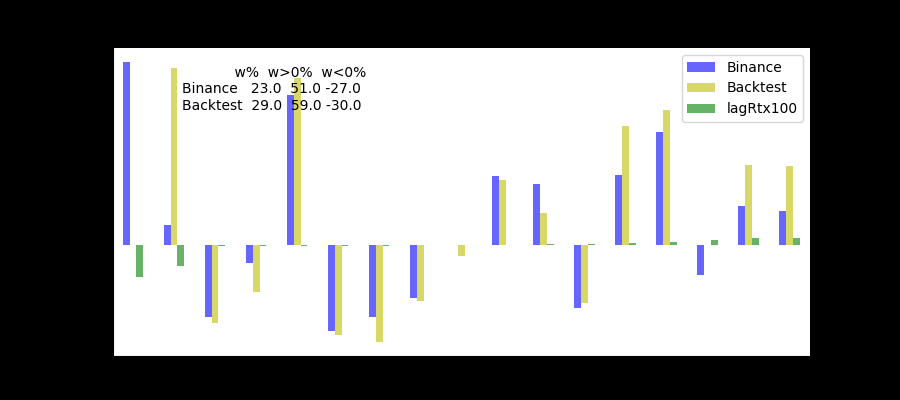 w% w>0% w<0%
Binance 23.0 51.0 -27.0
Backtest 29.0 59.0 -30.0
Binance
Backtest
lagRtx100